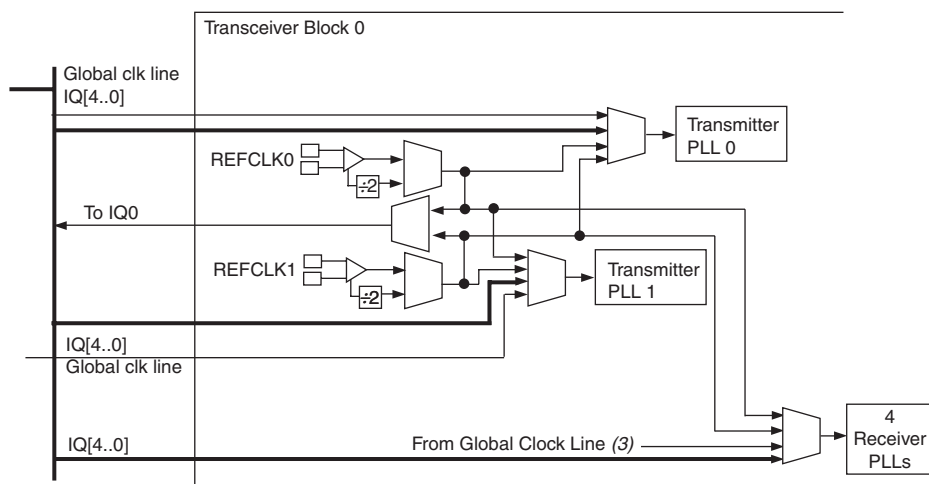 Transceiver Block 0
Global clk line
IQ[4..0]
Transmitter
PLL 0
REFCLK0
÷2
To IQ0
REFCLK1
÷2
Transmitter
PLL 1
IQ[4..0]
Global clk line
IQ[4..0]
From Global Clock Line (3)
4
Receiver
PLLs